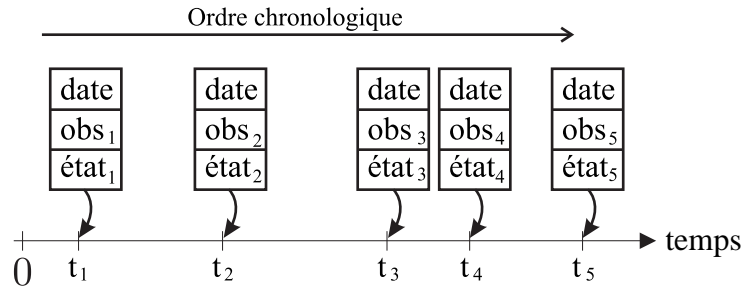 Ordre chronologique
date date date date date
obs₁ obs₂ obs₃ obs₄ obs₅
état₁ état₂ état₃ état₄ état₅
temps
0 t₁ t₂ t₃ t₄ t₅